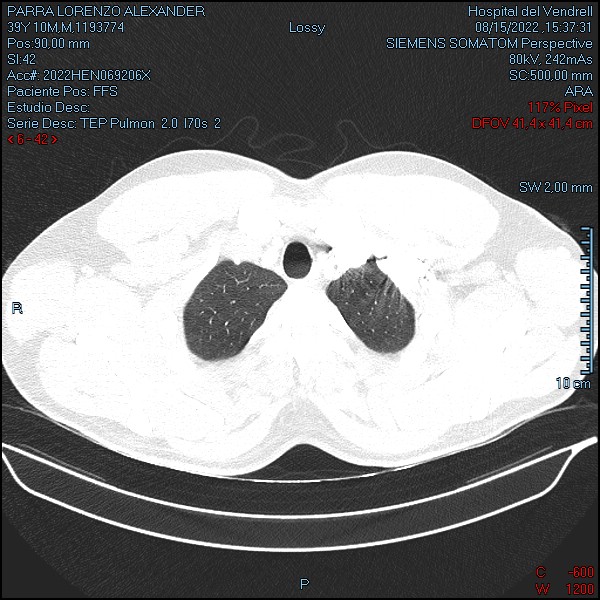 PARRA LORENZO ALEXANDER
39Y 10M,M,1193774
Pos:90,00 mm
SI:42
Acc#: 2022HEN069206X
Paciente Pos: FFS
Estudio Desc:
Serie Desc: TEP Pulmon 2.0 I70s 2
<6 - 42>
Lossy
Hospital del Vendrell
08/15/2022 ,15:37:31
SIEMENS SOMATOM Perspective
80kV, 242mAs
SC:500,00 mm
ARA
117% Pixel
DFOV 41,4 x 41,4 cm
SW 2,00 mm
R
10 cm
P
C -600
W 1200